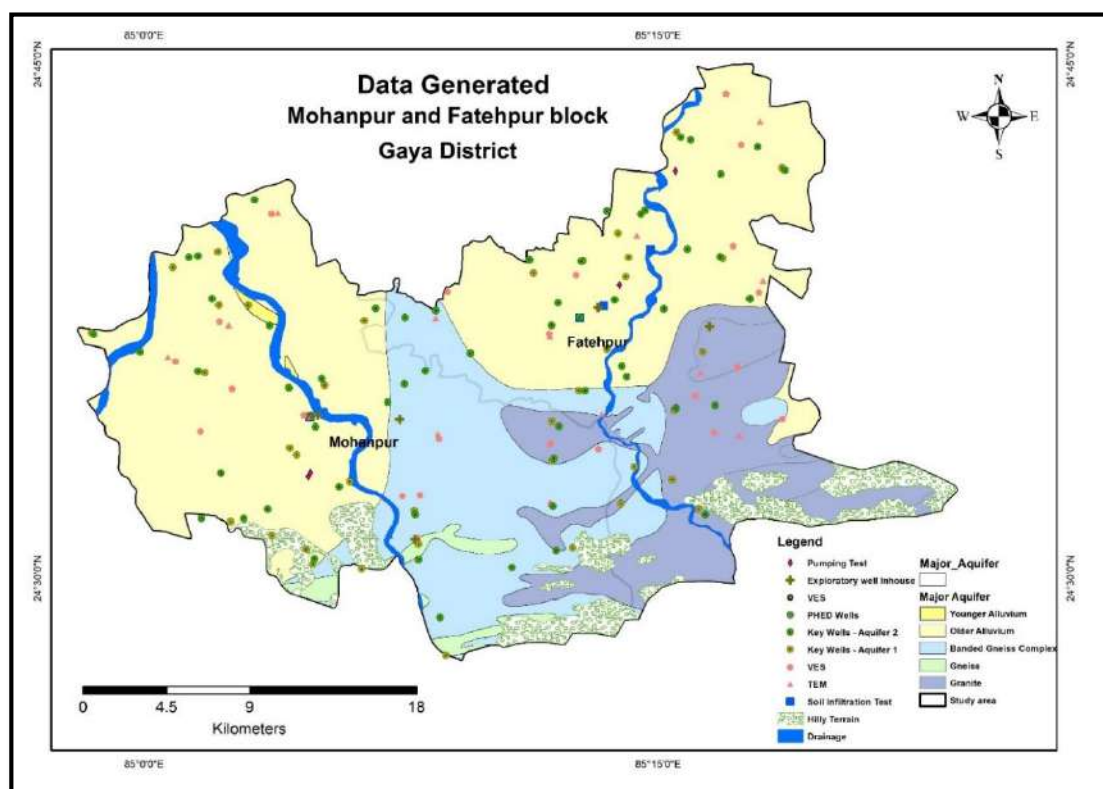 85°0'0"E
85°15'0"E
24°45'0"N
24°45'0"N
Data Generated
Mohanpur and Fatehpur block
Gaya District
N
W
E
S
Fatehpur
Mohanpur
24°30'0"N
24°30'0"N
Legend
Pumping Test
Exploratory well Inhouse
VES
PHED Wells
Key Wells - Aquifer 2
Key Wells - Aquifer 1
VES
TEM
Soil Infiltration Test
Hilly Terrain
Drainage
Major_Aquifer
Major Aquifer
Younger Alluvium
Older Alluvium
Banded Gneiss Complex
Gneiss
Granite
Study area
0 4.5 9 18
Kilometers
85°0'0"E
85°15'0"E